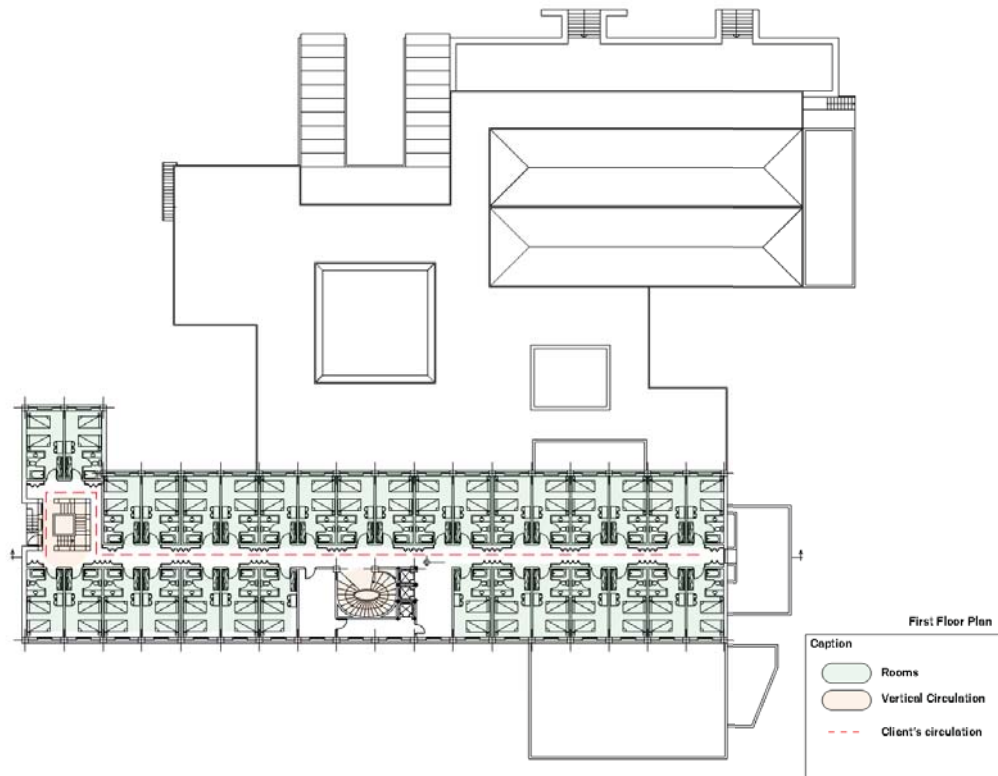 First Floor Plan
Caption
Rooms
Vertical Circulation
Client's circulation